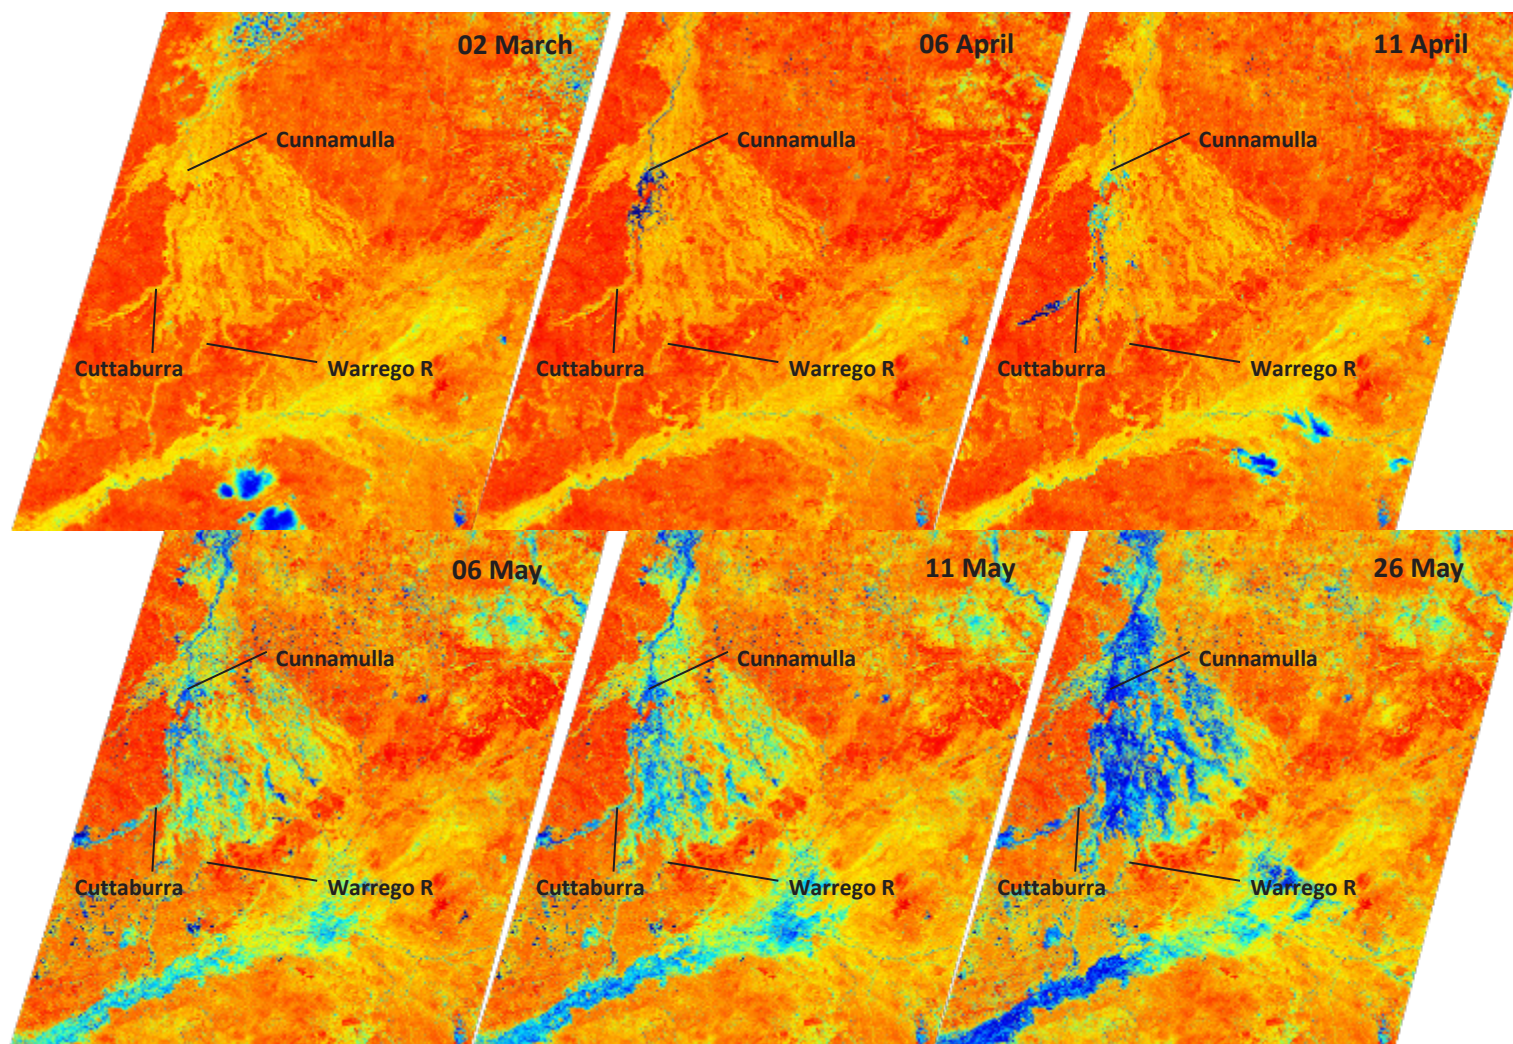 02 March
Cunnamulla
Cuttaburra
Warrego R
06 April
Cunnamulla
Cuttaburra
Warrego R
11 April
Cunnamulla
Cuttaburra
Warrego R
06 May
Cunnamulla
Cuttaburra
Warrego R
11 May
Cunnamulla
Cuttaburra
Warrego R
26 May
Cunnamulla
Cuttaburra
Warrego R